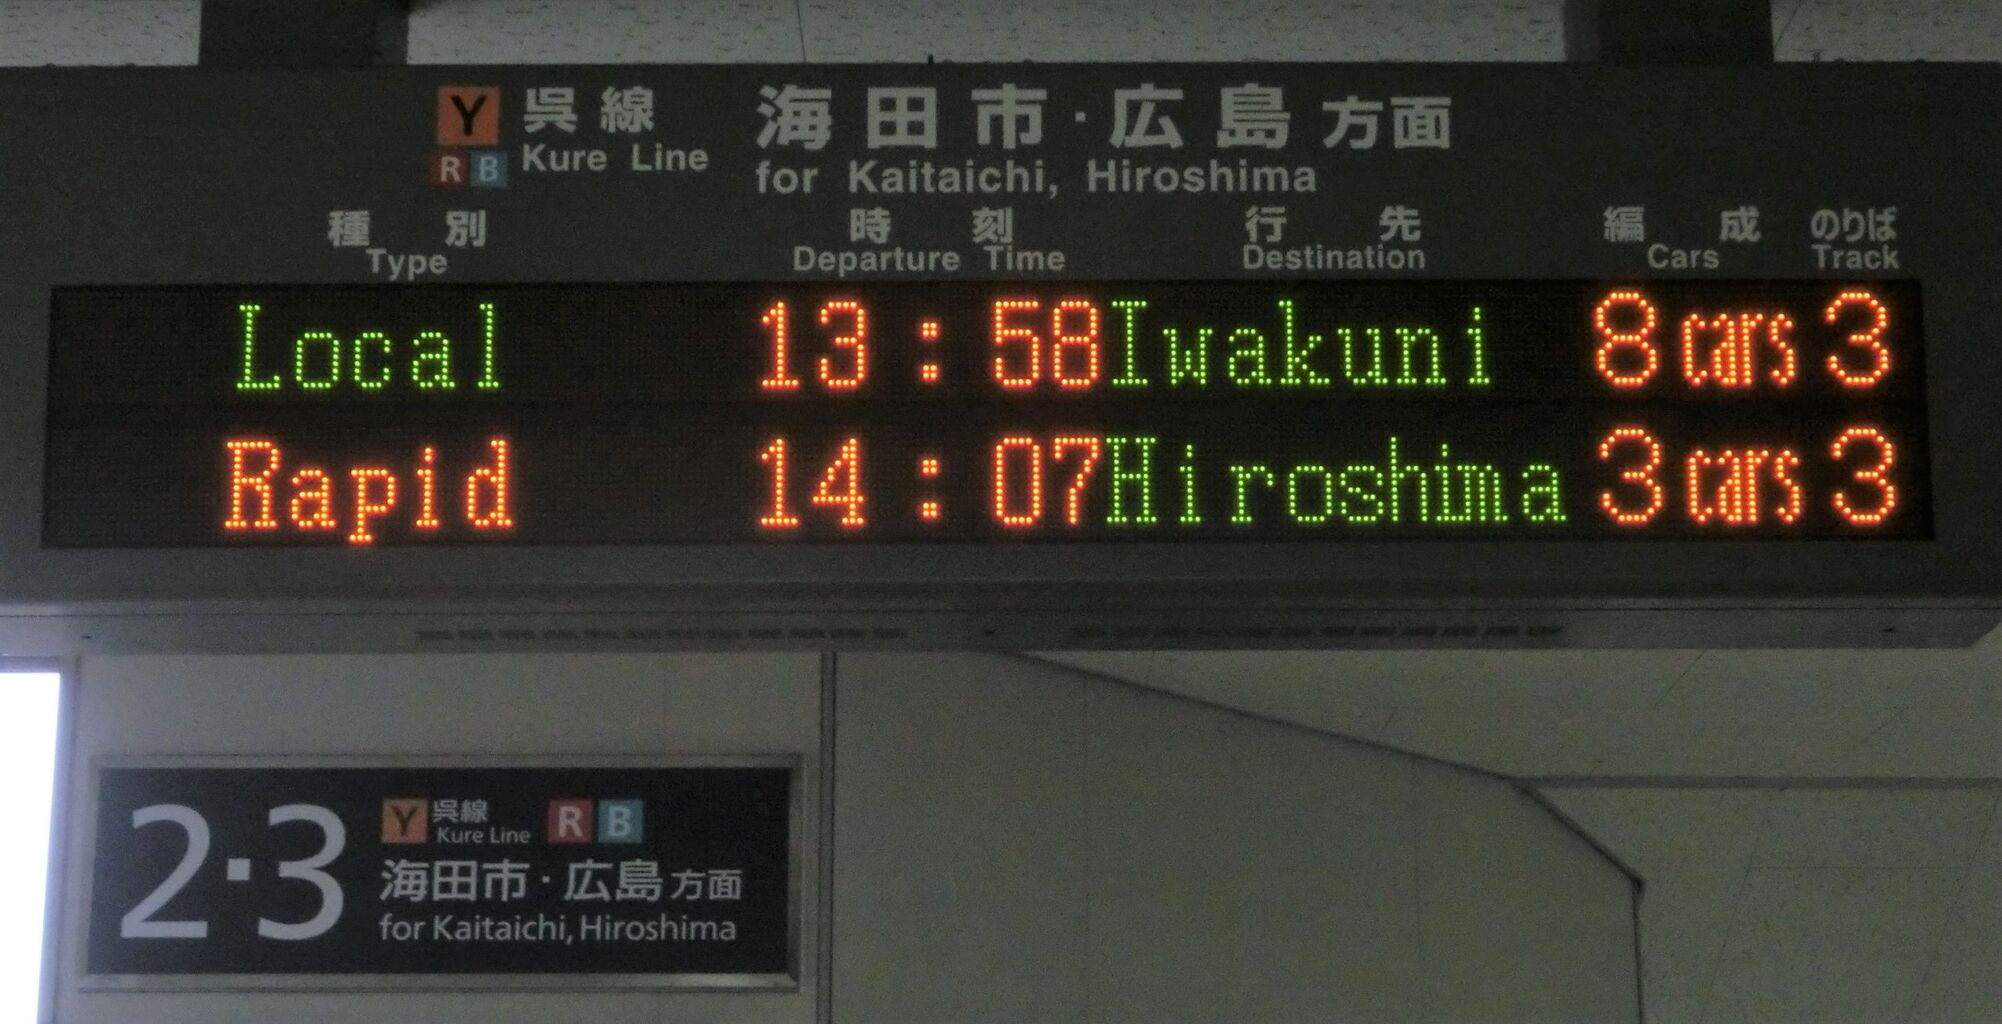 Y 呉線 海田市・広島方面
R B Kure Line for Kaitaichi, Hiroshima
種別 時刻 行先 編成 のりば
Type Departure Time Destination Cars Track
Local 13:58 Iwakuni 8 cars 3
Rapid 14:07 Hiroshima 3 cars 3
2・3 Y 呉線 R B
Kure Line
海田市・広島方面
for Kaitaichi, Hiroshima